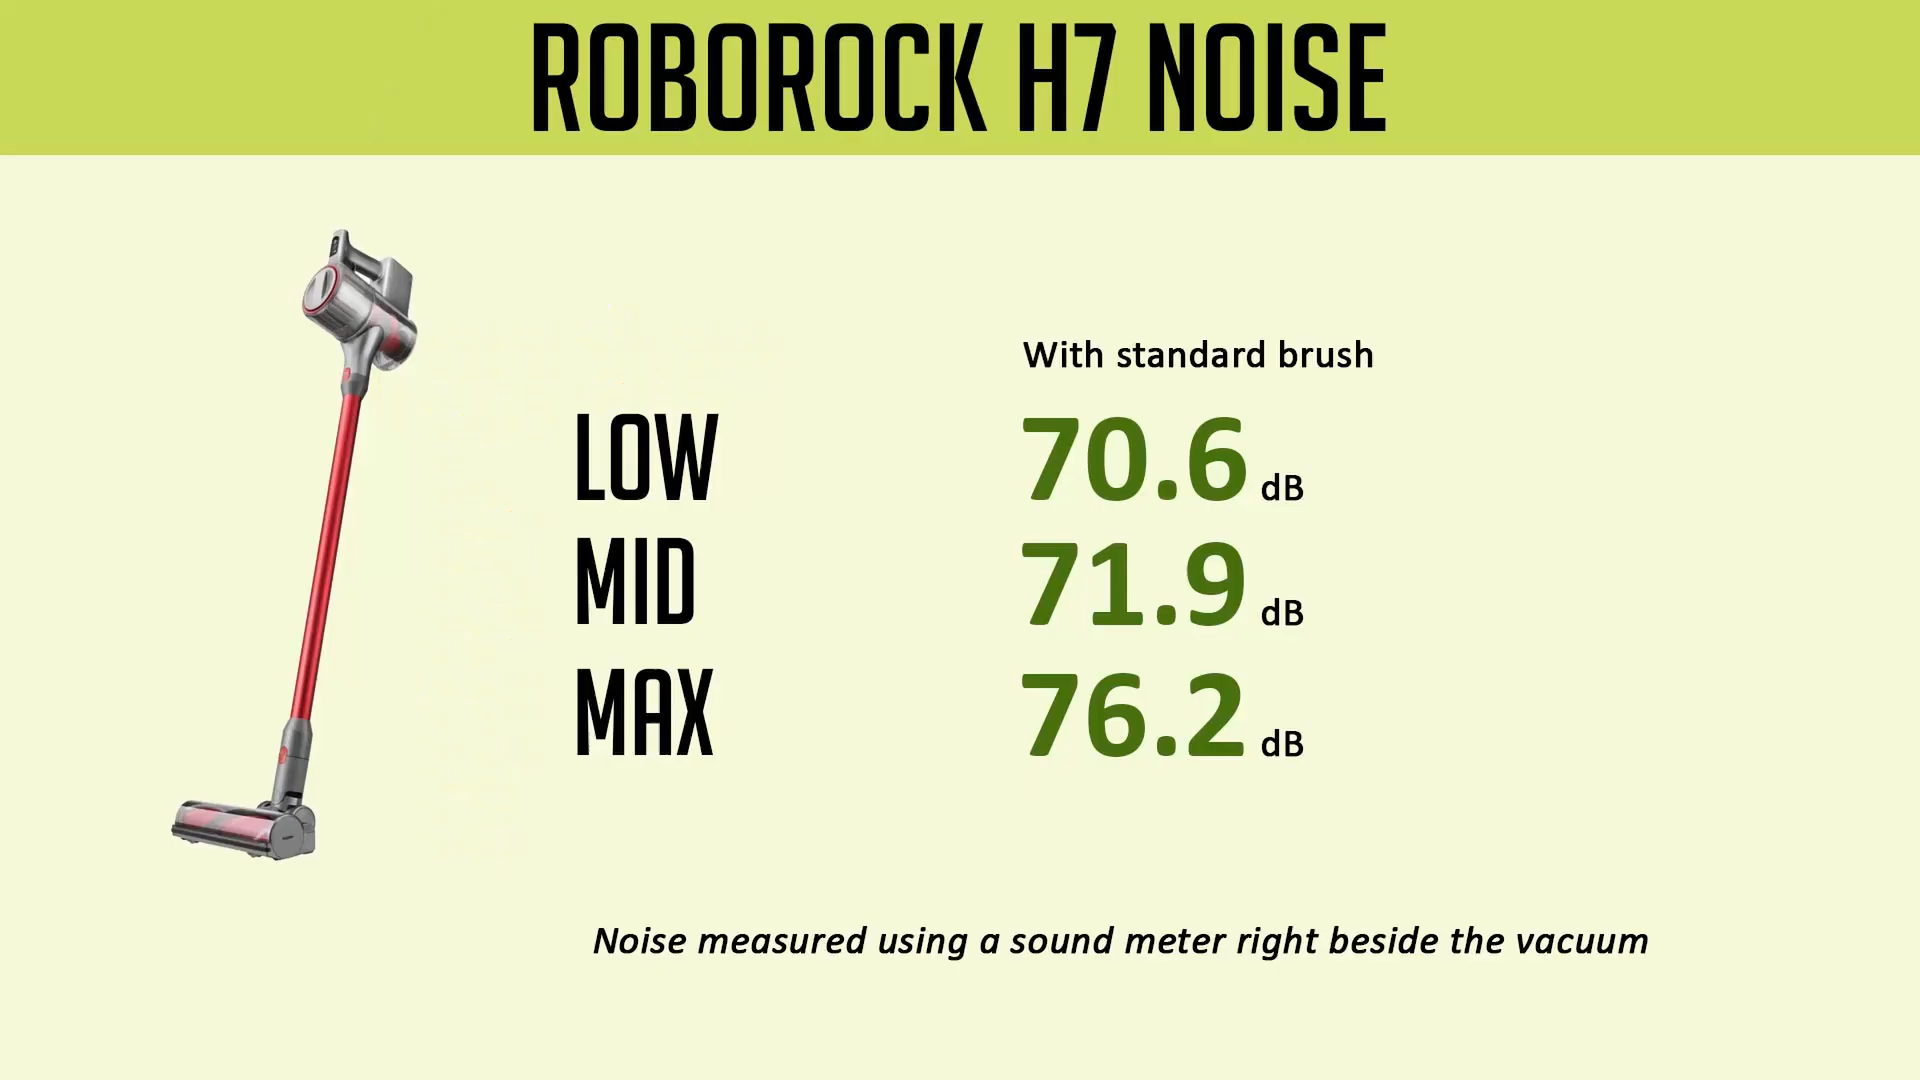 ROBOROCK H7 NOISE
With standard brush
LOW 70.6 dB
MID 71.9 dB
MAX 76.2 dB
Noise measured using a sound meter right beside the vacuum